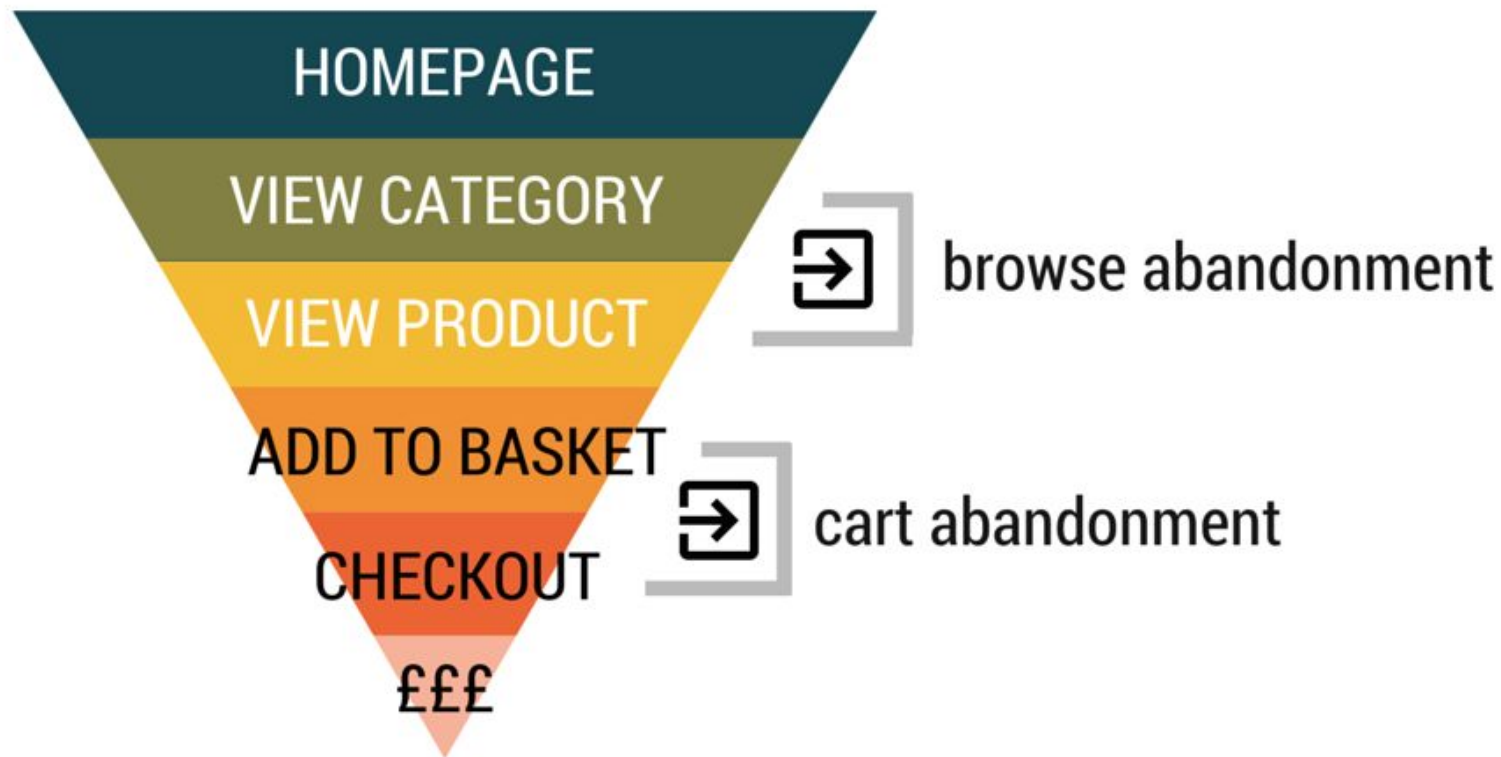 HOMEPAGE
VIEW CATEGORY
browse abandonment
VIEW PRODUCT
ADD TO BASKET
cart abandonment
CHECKOUT
£££